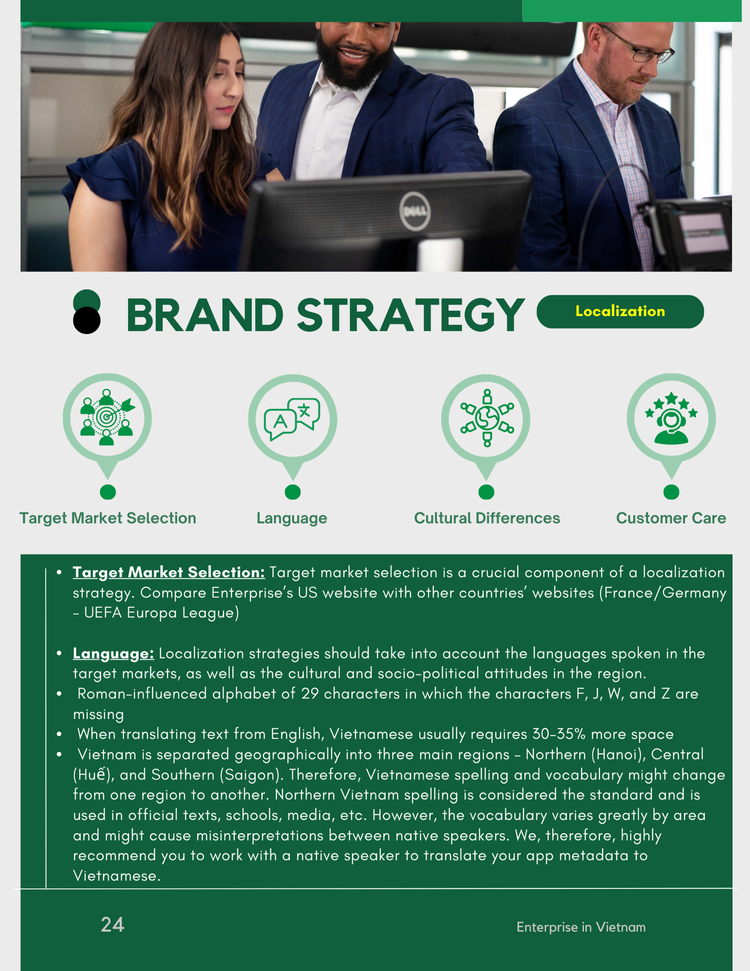 DELL
BRAND STRATEGY
Localization
A 文
Target Market Selection
Language
Cultural Differences
Customer Care
• Target Market Selection: Target market selection is a crucial component of a localization
strategy. Compare Enterprise's US website with other countries' websites (France/Germany
- UEFA Europa League)
• Language: Localization strategies should take into account the languages spoken in the
target markets, as well as the cultural and socio-political attitudes in the region.
• Roman-influenced alphabet of 29 characters in which the characters F, J, W, and Z are
missing
• When translating text from English, Vietnamese usually requires 30-35% more space
• Vietnam is separated geographically into three main regions - Northern (Hanoi), Central
(Huế), and Southern (Saigon). Therefore, Vietnamese spelling and vocabulary might change
from one region to another. Northern Vietnam spelling is considered the standard and is
used in official texts, schools, media, etc. However, the vocabulary varies greatly by area
and might cause misinterpretations between native speakers. We, therefore, highly
recommend you to work with a native speaker to translate your app metadata to
Vietnamese.
24
Enterprise in Vietnam